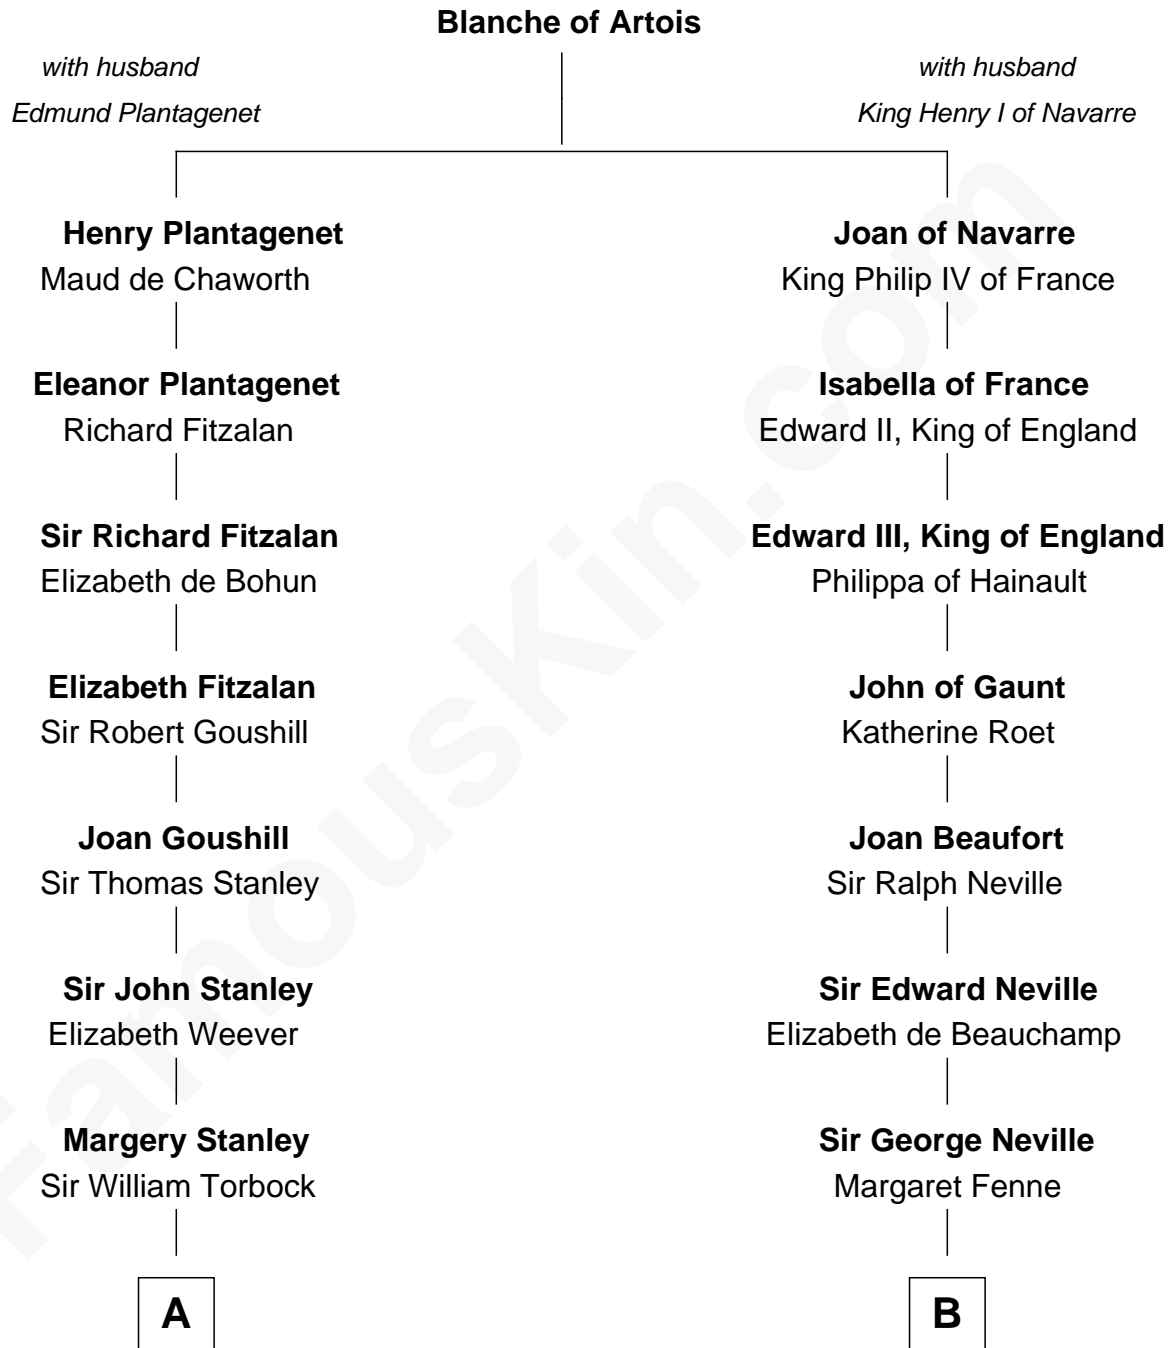 Blanche of Artois
with husband
Edmund Plantagenet
with husband
King Henry I of Navarre
Henry Plantagenet
Maud de Chaworth
Eleanor Plantagenet
Richard Fitzalan
Sir Richard Fitzalan
Elizabeth de Bohun
Elizabeth Fitzalan
Sir Robert Goushill
Joan Goushill
Sir Thomas Stanley
Sir John Stanley
Elizabeth Weever
Margery Stanley
Sir William Torbock
A
Joan of Navarre
King Philip IV of France
Isabella of France
Edward II, King of England
Edward III, King of England
Philippa of Hainault
John of Gaunt
Katherine Roet
Joan Beaufort
Sir Ralph Neville
Sir Edward Neville
Elizabeth de Beauchamp
Sir George Neville
Margaret Fenne
B
FamousKin.com